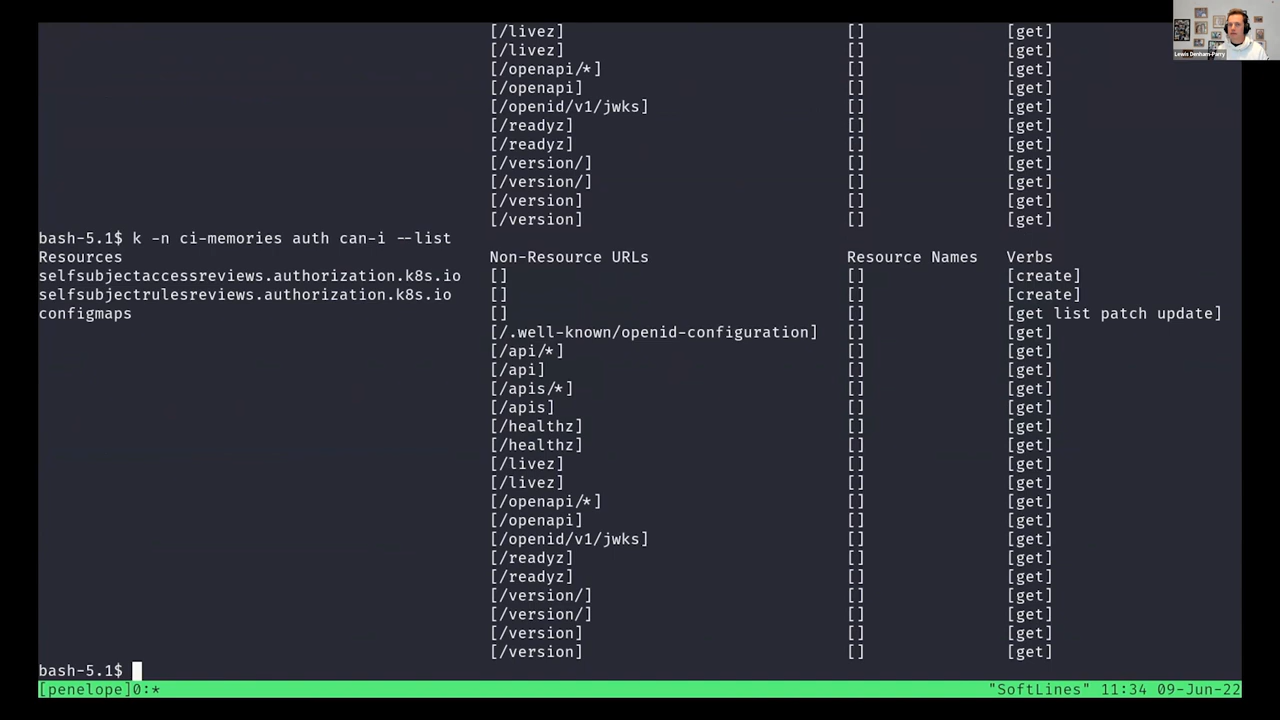 [/livez] [] [get]
[/livez] [] [get]
[/openapi/*] [] [get]
[/openapi] [] [get]
[/openid/v1/jwks] [] [get]
[/readyz] [] [get]
[/readyz] [] [get]
[/version/] [] [get]
[/version/] [] [get]
[/version] [] [get]
[/version] [] [get]
bash-5.1$ k -n ci-memories auth can-i --list
Resources Non-Resource URLs Resource Names Verbs
selfsubjectaccessreviews.authorization.k8s.io [] [] [create]
selfsubjectrulesreviews.authorization.k8s.io [] [] [create]
configmaps [] [] [get list patch update]
[/.well-known/openid-configuration] [] [get]
[/api/*] [] [get]
[/api] [] [get]
[/apis/*] [] [get]
[/apis] [] [get]
[/healthz] [] [get]
[/healthz] [] [get]
[/livez] [] [get]
[/livez] [] [get]
[/openapi/*] [] [get]
[/openapi] [] [get]
[/openid/v1/jwks] [] [get]
[/readyz] [] [get]
[/readyz] [] [get]
[/version/] [] [get]
[/version/] [] [get]
[/version] [] [get]
[/version] [] [get]
bash-5.1$
[penelope]0:* "SoftLines" 11:34 09-Jun-22
Lewis Denham-Parry